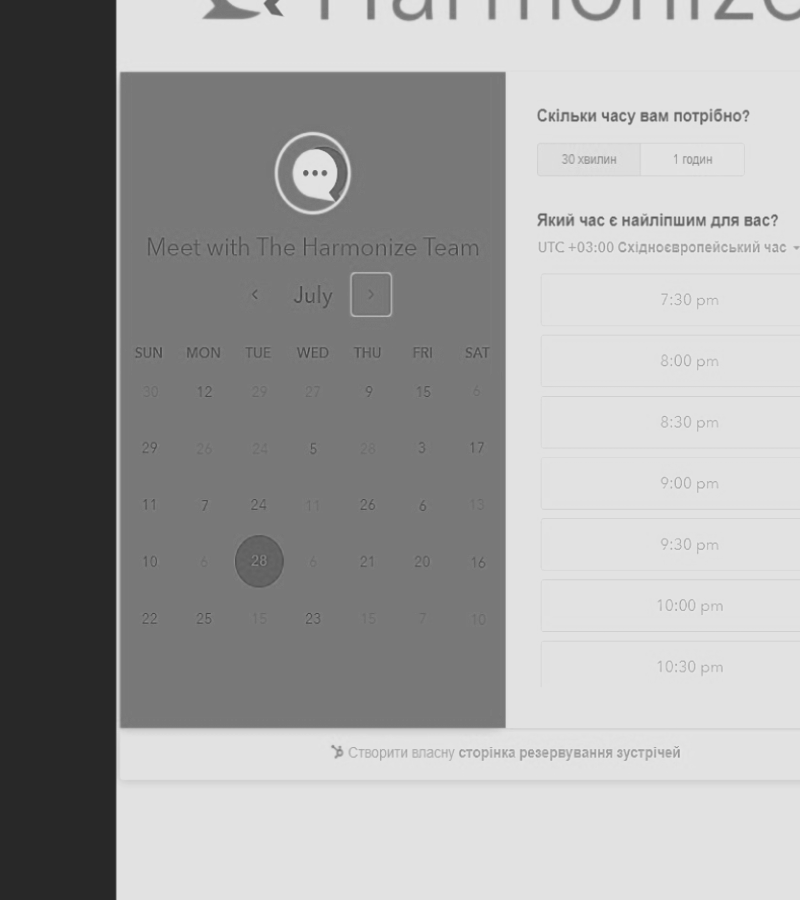 Harmonize
Meet with The Harmonize Team
July
SUN MON TUE WED THU FRI SAT
30 12 29 27 9 15 6
29 26 24 5 28 3 17
11 7 24 11 26 6 13
10 6 28 6 21 20 16
22 25 15 23 15 7 10
Скільки часу вам потрібно?
30 хвилин 1 годин
Який час є найліпшим для вас?
UTC +03:00 Східноєвропейський час
7:30 pm
8:00 pm
8:30 pm
9:00 pm
9:30 pm
10:00 pm
10:30 pm
Створити власну сторінка резервування зустрічей